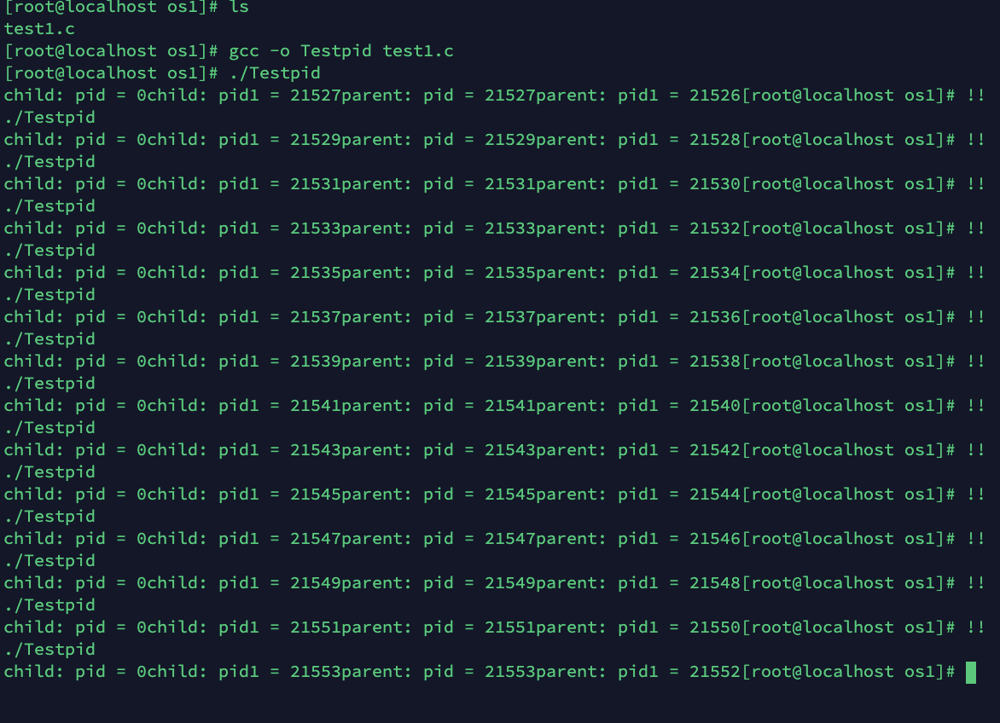 [root@localhost os1]# ls
test1.c
[root@localhost os1]# gcc -o Testpid test1.c
[root@localhost os1]# ./Testpid
child: pid = 0child: pid1 = 21527parent: pid = 21527parent: pid1 = 21526[root@localhost os1]# !!
./Testpid
child: pid = 0child: pid1 = 21529parent: pid = 21529parent: pid1 = 21528[root@localhost os1]# !!
./Testpid
child: pid = 0child: pid1 = 21531parent: pid = 21531parent: pid1 = 21530[root@localhost os1]# !!
./Testpid
child: pid = 0child: pid1 = 21533parent: pid = 21533parent: pid1 = 21532[root@localhost os1]# !!
./Testpid
child: pid = 0child: pid1 = 21535parent: pid = 21535parent: pid1 = 21534[root@localhost os1]# !!
./Testpid
child: pid = 0child: pid1 = 21537parent: pid = 21537parent: pid1 = 21536[root@localhost os1]# !!
./Testpid
child: pid = 0child: pid1 = 21539parent: pid = 21539parent: pid1 = 21538[root@localhost os1]# !!
./Testpid
child: pid = 0child: pid1 = 21541parent: pid = 21541parent: pid1 = 21540[root@localhost os1]# !!
./Testpid
child: pid = 0child: pid1 = 21543parent: pid = 21543parent: pid1 = 21542[root@localhost os1]# !!
./Testpid
child: pid = 0child: pid1 = 21545parent: pid = 21545parent: pid1 = 21544[root@localhost os1]# !!
./Testpid
child: pid = 0child: pid1 = 21547parent: pid = 21547parent: pid1 = 21546[root@localhost os1]# !!
./Testpid
child: pid = 0child: pid1 = 21549parent: pid = 21549parent: pid1 = 21548[root@localhost os1]# !!
./Testpid
child: pid = 0child: pid1 = 21551parent: pid = 21551parent: pid1 = 21550[root@localhost os1]# !!
./Testpid
child: pid = 0child: pid1 = 21553parent: pid = 21553parent: pid1 = 21552[root@localhost os1]#